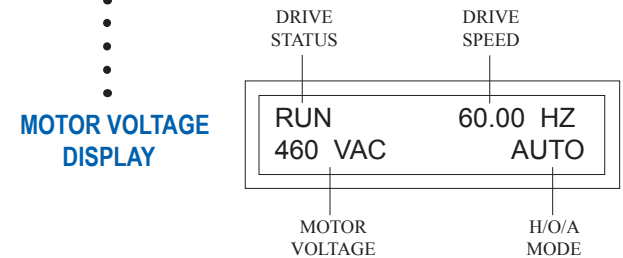 DRIVE STATUS
DRIVE SPEED
MOTOR VOLTAGE
DISPLAY
RUN 60.00 HZ
460 VAC AUTO
MOTOR VOLTAGE
H/O/A MODE